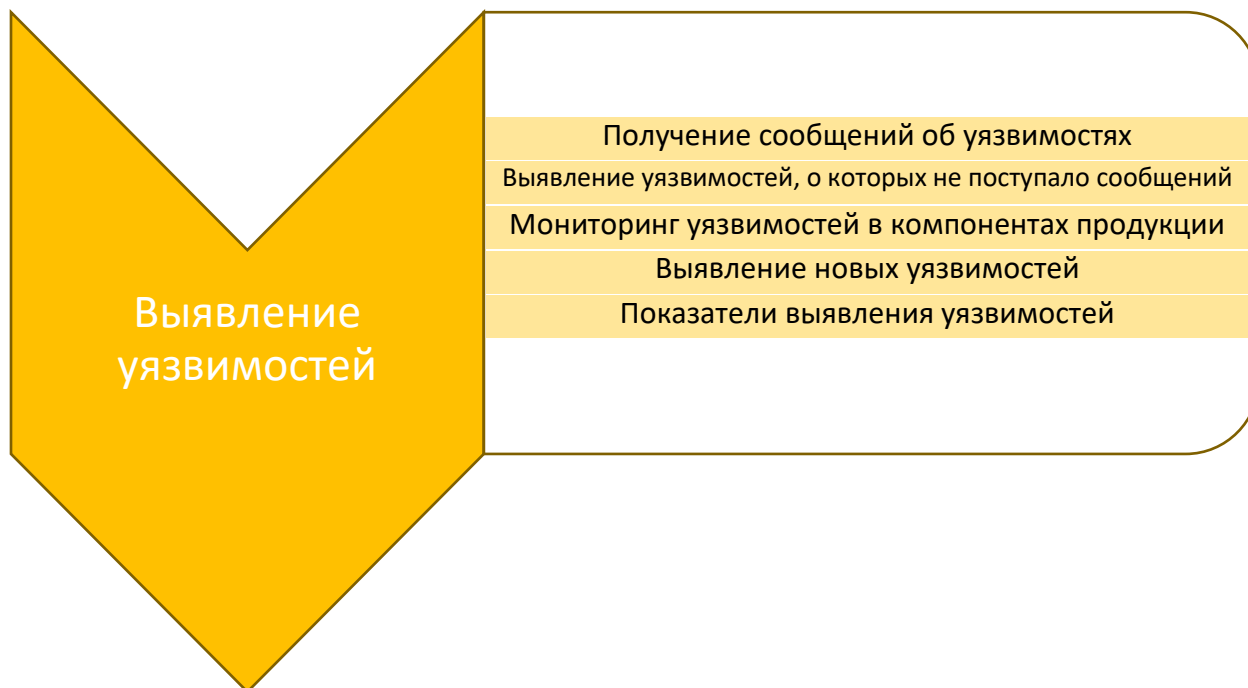 Выявление
уязвимостей
Получение сообщений об уязвимостях
Выявление уязвимостей, о которых не поступало сообщений
Мониторинг уязвимостей в компонентах продукции
Выявление новых уязвимостей
Показатели выявления уязвимостей